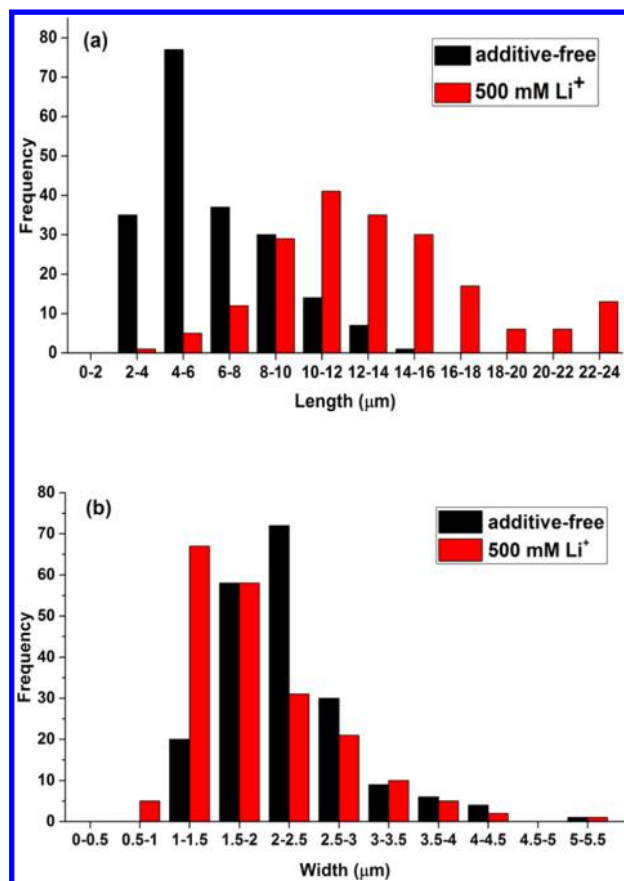 (a)
additive-free
500 mM Li⁺
80
70
60
50
40
30
20
10
0
Frequency
0-2 2-4 4-6 6-8 8-10 10-12 12-14 14-16 16-18 18-20 20-22 22-24
Length (μm)
(b)
additive-free
500 mM Li⁺
80
70
60
50
40
30
20
10
0
Frequency
0-0.5 0.5-1 1-1.5 1.5-2 2-2.5 2.5-3 3-3.5 3.5-4 4-4.5 4.5-5 5-5.5
Width (μm)